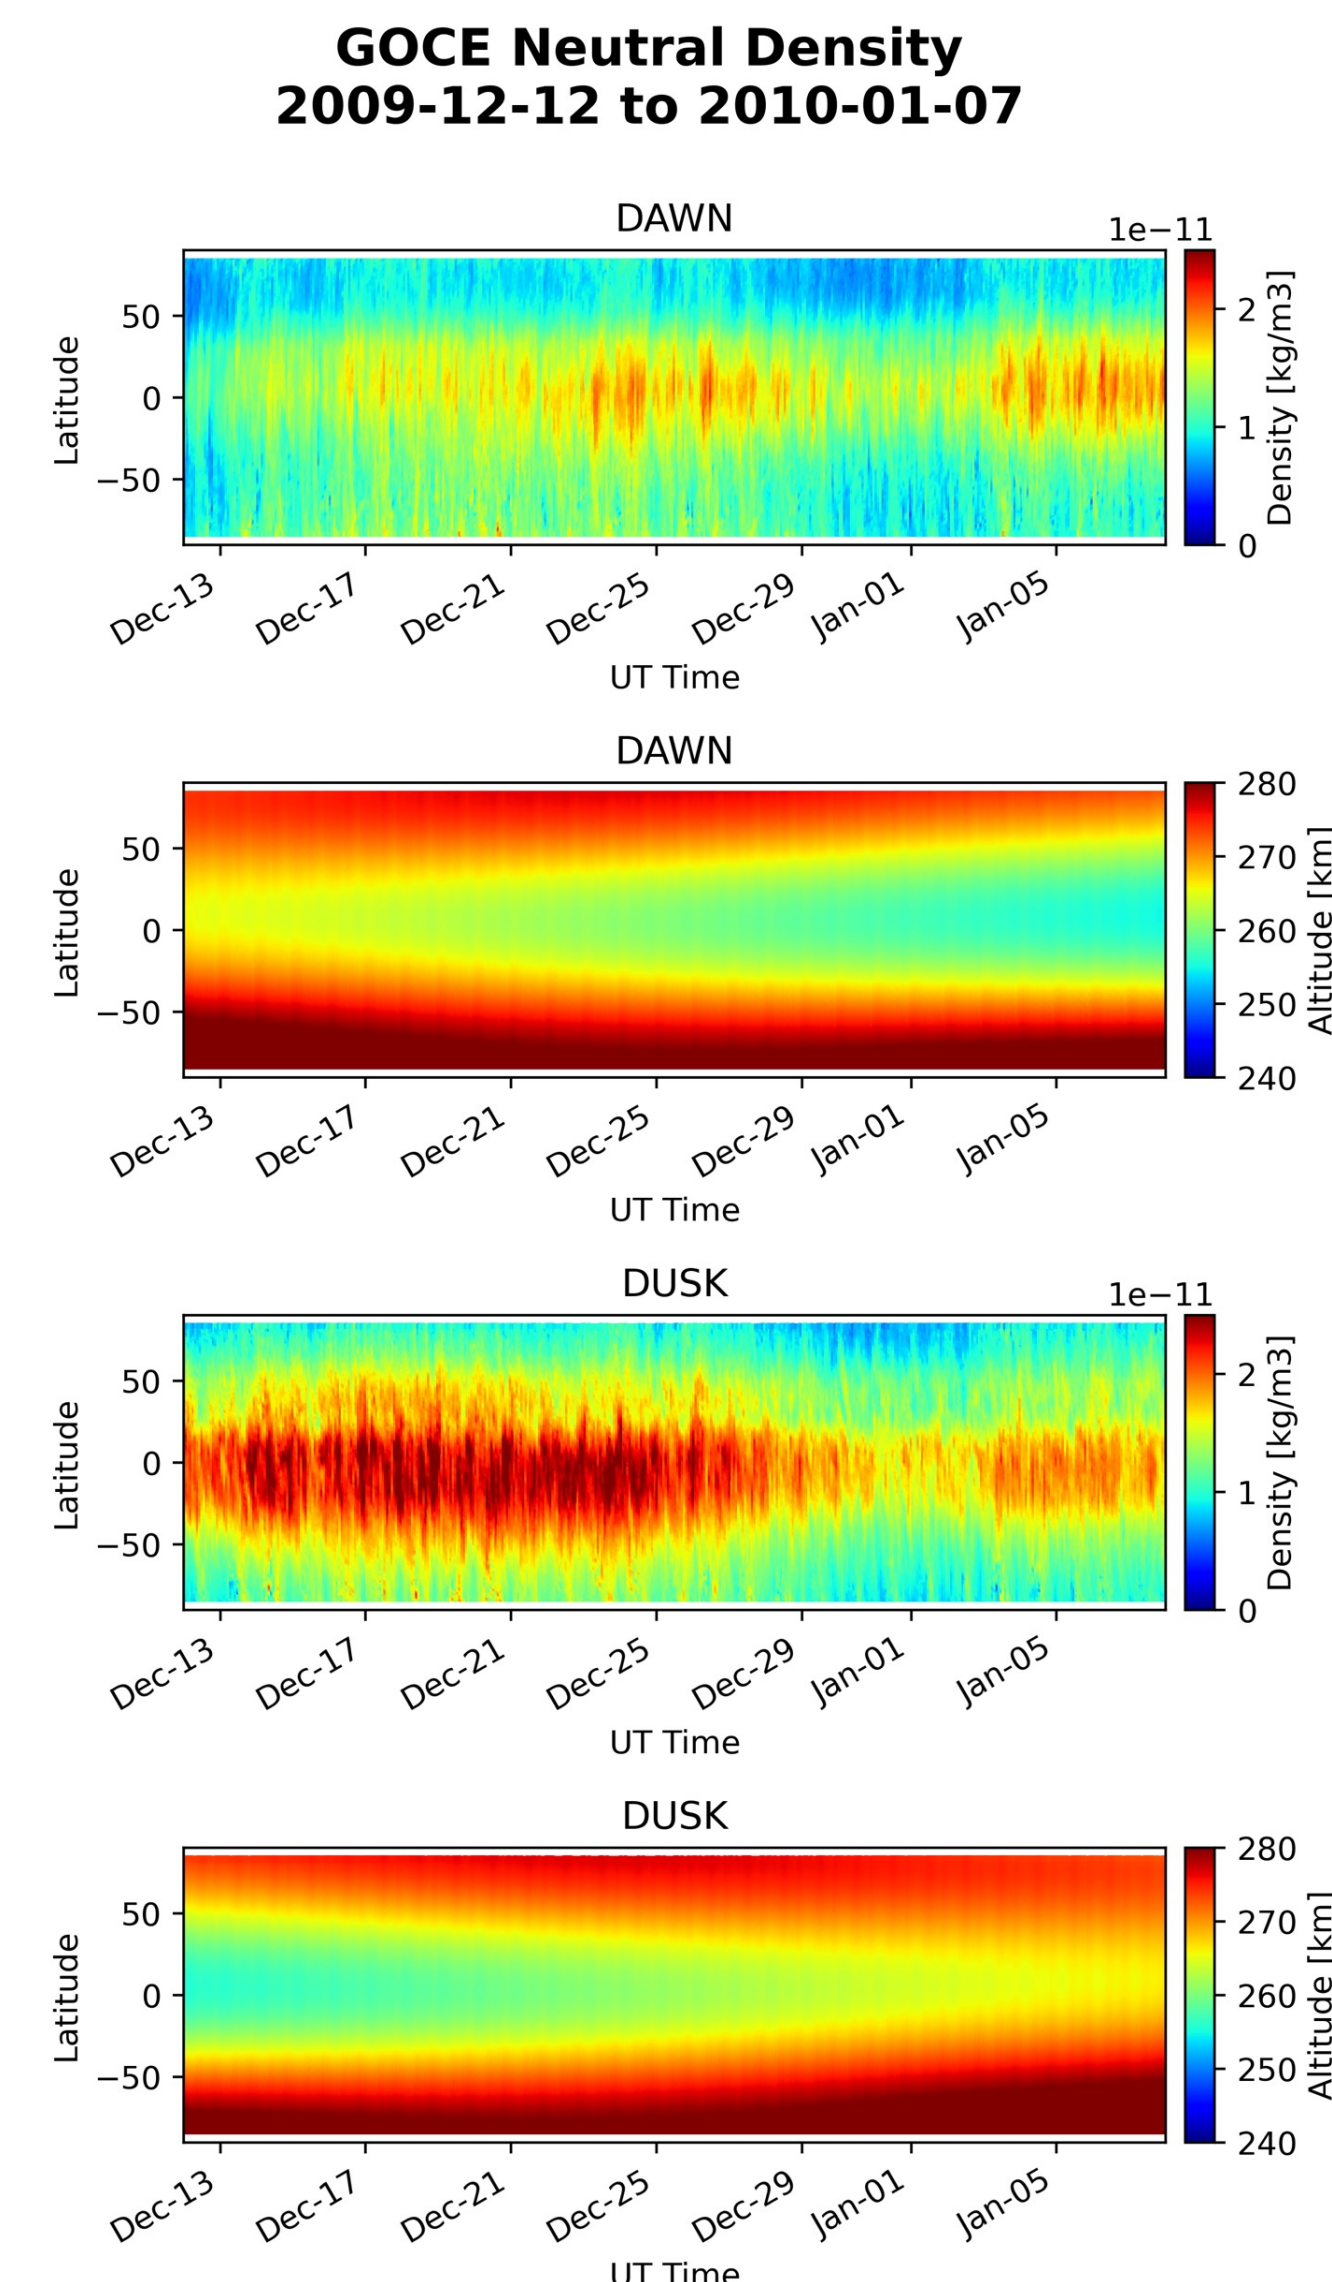 GOCE Neutral Density
2009-12-12 to 2010-01-07
DAWN
1e−11
50
0
−50
Latitude
2
1
0
Density [kg/m3]
Dec-13
Dec-17
Dec-21
Dec-25
Dec-29
Jan-01
Jan-05
UT Time
DAWN
50
0
−50
Latitude
280
270
260
250
240
Altitude [km]
Dec-13
Dec-17
Dec-21
Dec-25
Dec-29
Jan-01
Jan-05
UT Time
DUSK
1e−11
50
0
−50
Latitude
2
1
0
Density [kg/m3]
Dec-13
Dec-17
Dec-21
Dec-25
Dec-29
Jan-01
Jan-05
UT Time
DUSK
50
0
−50
Latitude
280
270
260
250
240
Altitude [km]
Dec-13
Dec-17
Dec-21
Dec-25
Dec-29
Jan-01
Jan-05
UT Time